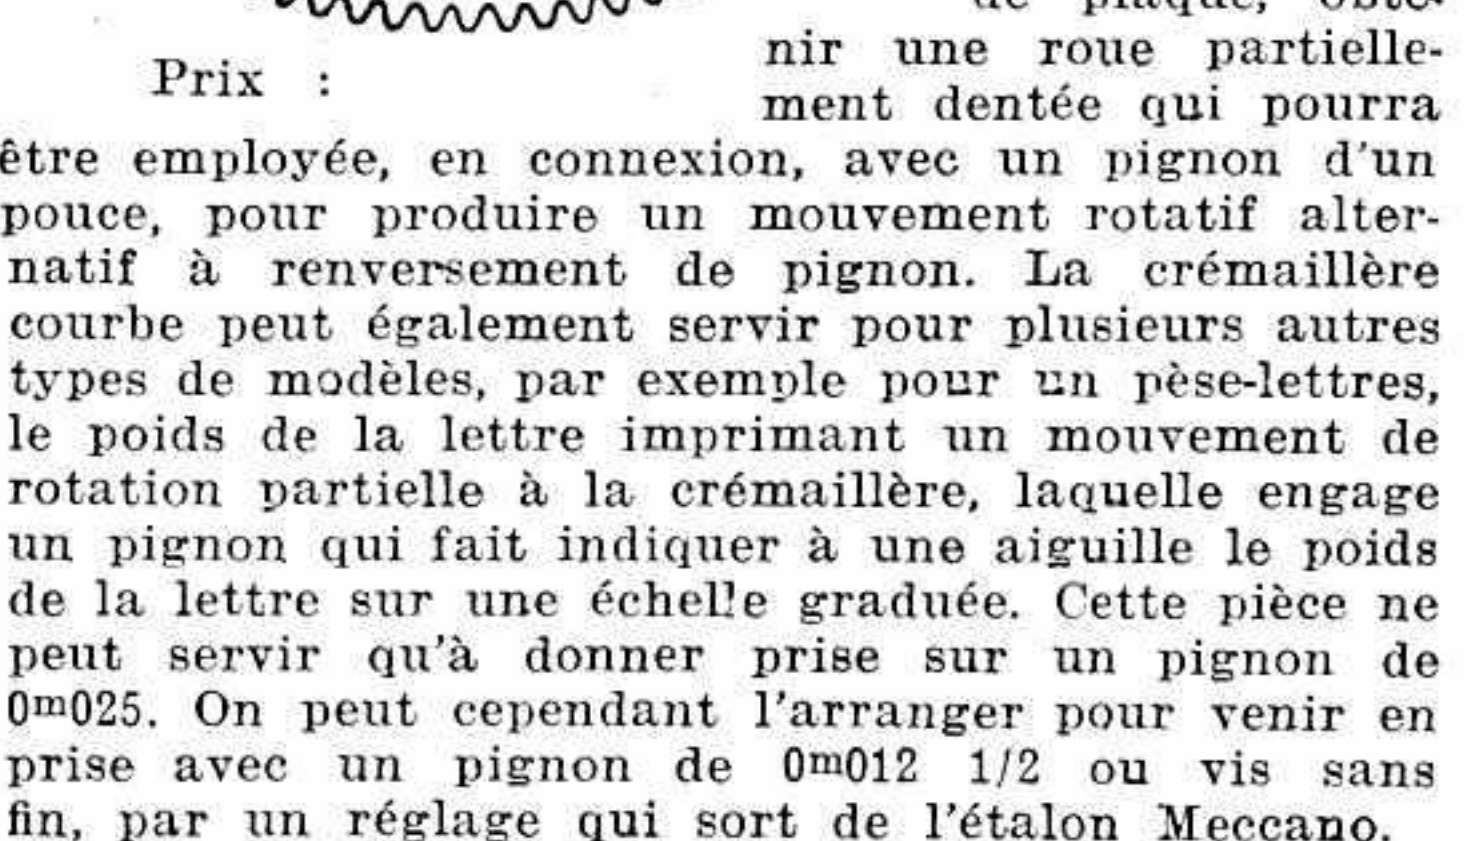 de plaque, obte-
nir une roue partielle-
Prix :
ment dentée qui pourra
être employée, en connexion, avec un pignon d'un
pouce, pour produire un mouvement rotatif alter-
natif à renversement de pignon. La crémaillère
courbe peut également servir pour plusieurs autres
types de modèles, par exemple pour un pèse-lettres,
le poids de la lettre imprimant un mouvement de
rotation partielle à la crémaillère, laquelle engage
un pignon qui fait indiquer à une aiguille le poids
de la lettre sur une échelle graduée. Cette pièce ne
peut servir qu'à donner prise sur un pignon de
0m025. On peut cependant l'arranger pour venir en
prise avec un pignon de 0m012 1/2 ou vis sans
fin, par un réglage qui sort de l'étalon Meccano.